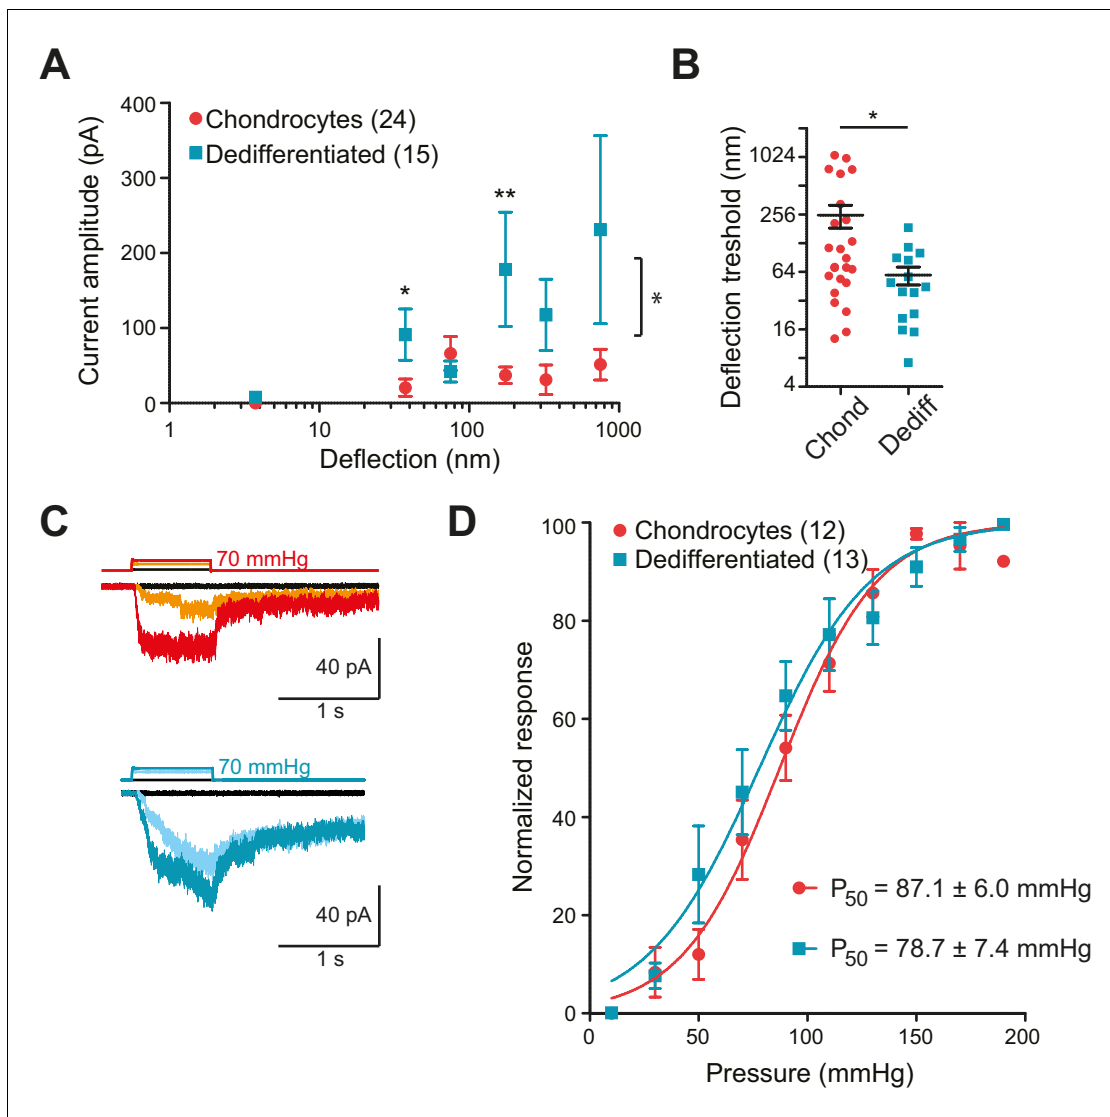 A
Current amplitude (pA)
400
300
200
100
0
Chondrocytes (24)
Dedifferentiated (15)
*
**
*
1
10
100
1000
Deflection (nm)
B
Deflection treshold (nm)
*
1024
256
64
16
4
Chond
Dediff
C
70 mmHg
40 pA
1 s
70 mmHg
40 pA
1 s
D
Normalized response
100
80
60
40
20
0
Chondrocytes (12)
Dedifferentiated (13)
P50 = 87.1 ± 6.0 mmHg
P50 = 78.7 ± 7.4 mmHg
0
50
100
150
200
Pressure (mmHg)